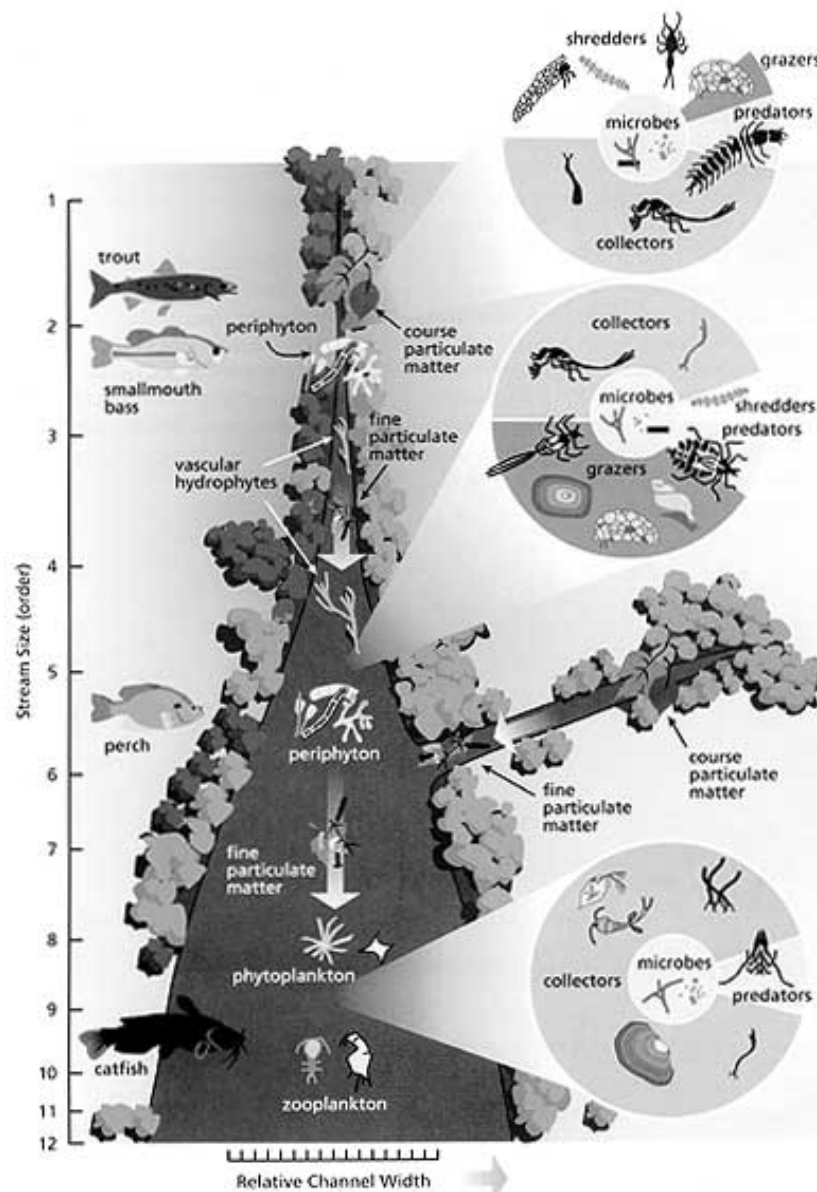 shredders
grazers
predators
microbes
collectors
1
trout
2
periphyton
course
particulate
matter
smallmouth
bass
collectors
microbes
shredders
predators
grazers
3
fine
particulate
matter
vascular
hydrophytes
4
Stream Size (order)
5
perch
periphyton
6
course
particulate
matter
fine
particulate
matter
7
fine
particulate
matter
8
phytoplankton
collectors
microbes
predators
9
catfish
10
zooplankton
11
12
Relative Channel Width